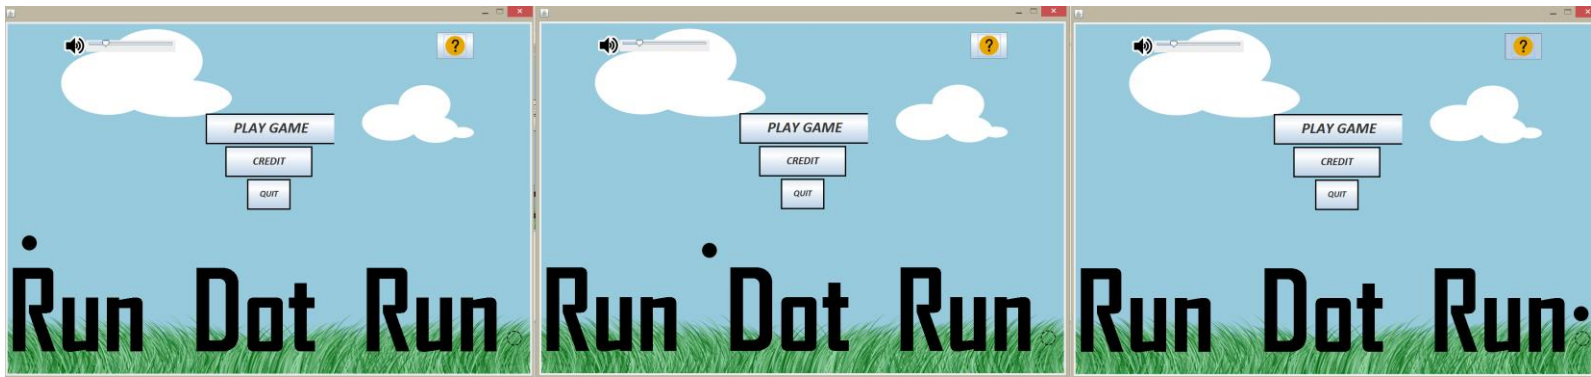 ?
PLAY GAME
CREDIT
QUIT
Run Dot Run
?
PLAY GAME
CREDIT
QUIT
Run Dot Run
?
PLAY GAME
CREDIT
QUIT
Run Dot Run